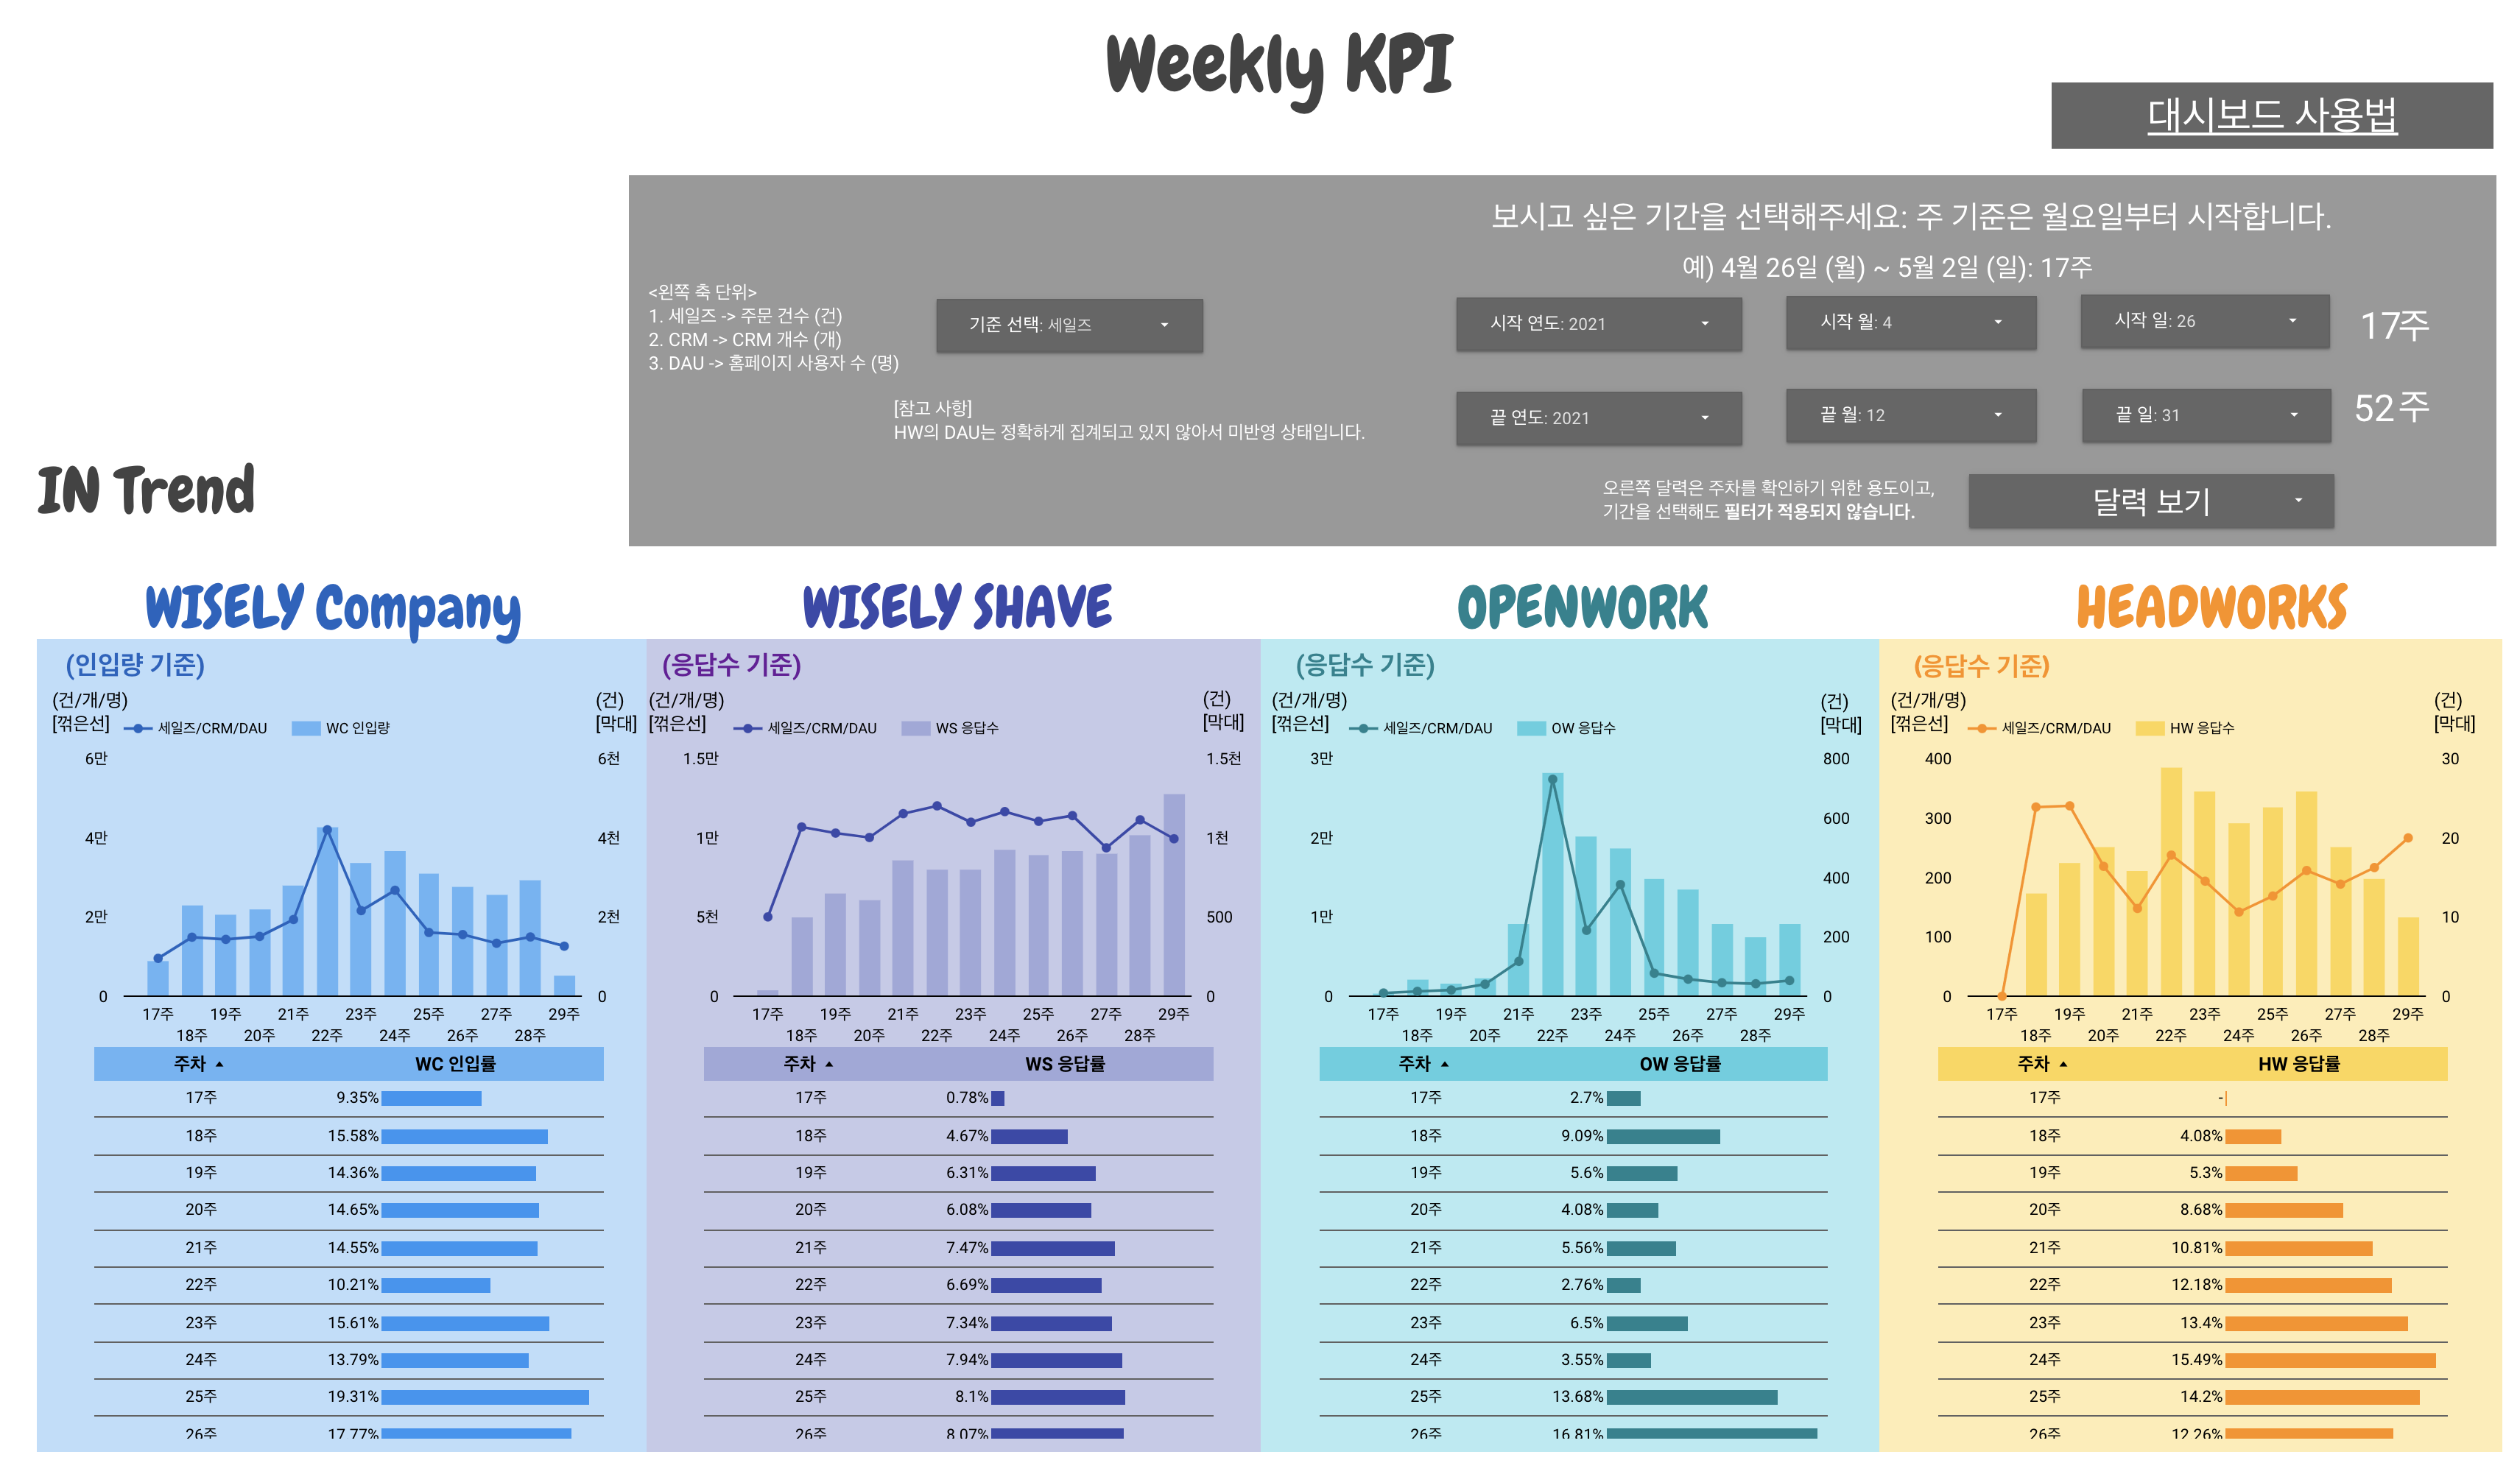 Weekly KPI
대시보드 사용법
보시고 싶은 기간을 선택해주세요: 주 기준은 월요일부터 시작합니다.
예) 4월 26일 (월) ~ 5월 2일 (일): 17주
<왼쪽 축 단위>
1. 세일즈 -> 주문 건수 (건)
2. CRM -> CRM 개수 (개)
3. DAU -> 홈페이지 사용자 수 (명)
기준 선택: 세일즈
시작 연도: 2021
시작 월: 4
시작 일: 26
17주
[참고 사항]
HW의 DAU는 정확하게 집계되고 있지 않아서 미반영 상태입니다.
끝 연도: 2021
끝 월: 12
끝 일: 31
52주
오른쪽 달력은 주차를 확인하기 위한 용도이고,
기간을 선택해도 필터가 적용되지 않습니다.
달력 보기
IN Trend
WISELY Company
(인입량 기준)
(건/개/명)
[꺾은선]
세일즈/CRM/DAU
WC 인입량
(건)
[막대]
6만
4만
2만
0
6천
4천
2천
0
17주 19주 21주 23주 25주 27주 29주
18주 20주 22주 24주 26주 28주
주차 WC 인입률
17주 9.35%
18주 15.58%
19주 14.36%
20주 14.65%
21주 14.55%
22주 10.21%
23주 15.61%
24주 13.79%
25주 19.31%
26주 17.77%
WISELY SHAVE
(응답수 기준)
(건/개/명)
[꺾은선]
세일즈/CRM/DAU
WS 응답수
(건)
[막대]
1.5만
1만
5천
0
1.5천
1천
500
0
17주 19주 21주 23주 25주 27주 29주
18주 20주 22주 24주 26주 28주
주차 WS 응답률
17주 0.78%
18주 4.67%
19주 6.31%
20주 6.08%
21주 7.47%
22주 6.69%
23주 7.34%
24주 7.94%
25주 8.1%
26주 8.07%
OPENWORK
(응답수 기준)
(건/개/명)
[꺾은선]
세일즈/CRM/DAU
OW 응답수
(건)
[막대]
3만
2만
1만
0
800
600
400
200
0
17주 19주 21주 23주 25주 27주 29주
18주 20주 22주 24주 26주 28주
주차 OW 응답률
17주 2.7%
18주 9.09%
19주 5.6%
20주 4.08%
21주 5.56%
22주 2.76%
23주 6.5%
24주 3.55%
25주 13.68%
26주 16.81%
HEADWORKS
(응답수 기준)
(건/개/명)
[꺾은선]
세일즈/CRM/DAU
HW 응답수
(건)
[막대]
400
300
200
100
0
30
20
10
0
17주 19주 21주 23주 25주 27주 29주
18주 20주 22주 24주 26주 28주
주차 HW 응답률
17주 -
18주 4.08%
19주 5.3%
20주 8.68%
21주 10.81%
22주 12.18%
23주 13.4%
24주 15.49%
25주 14.2%
26주 12.26%